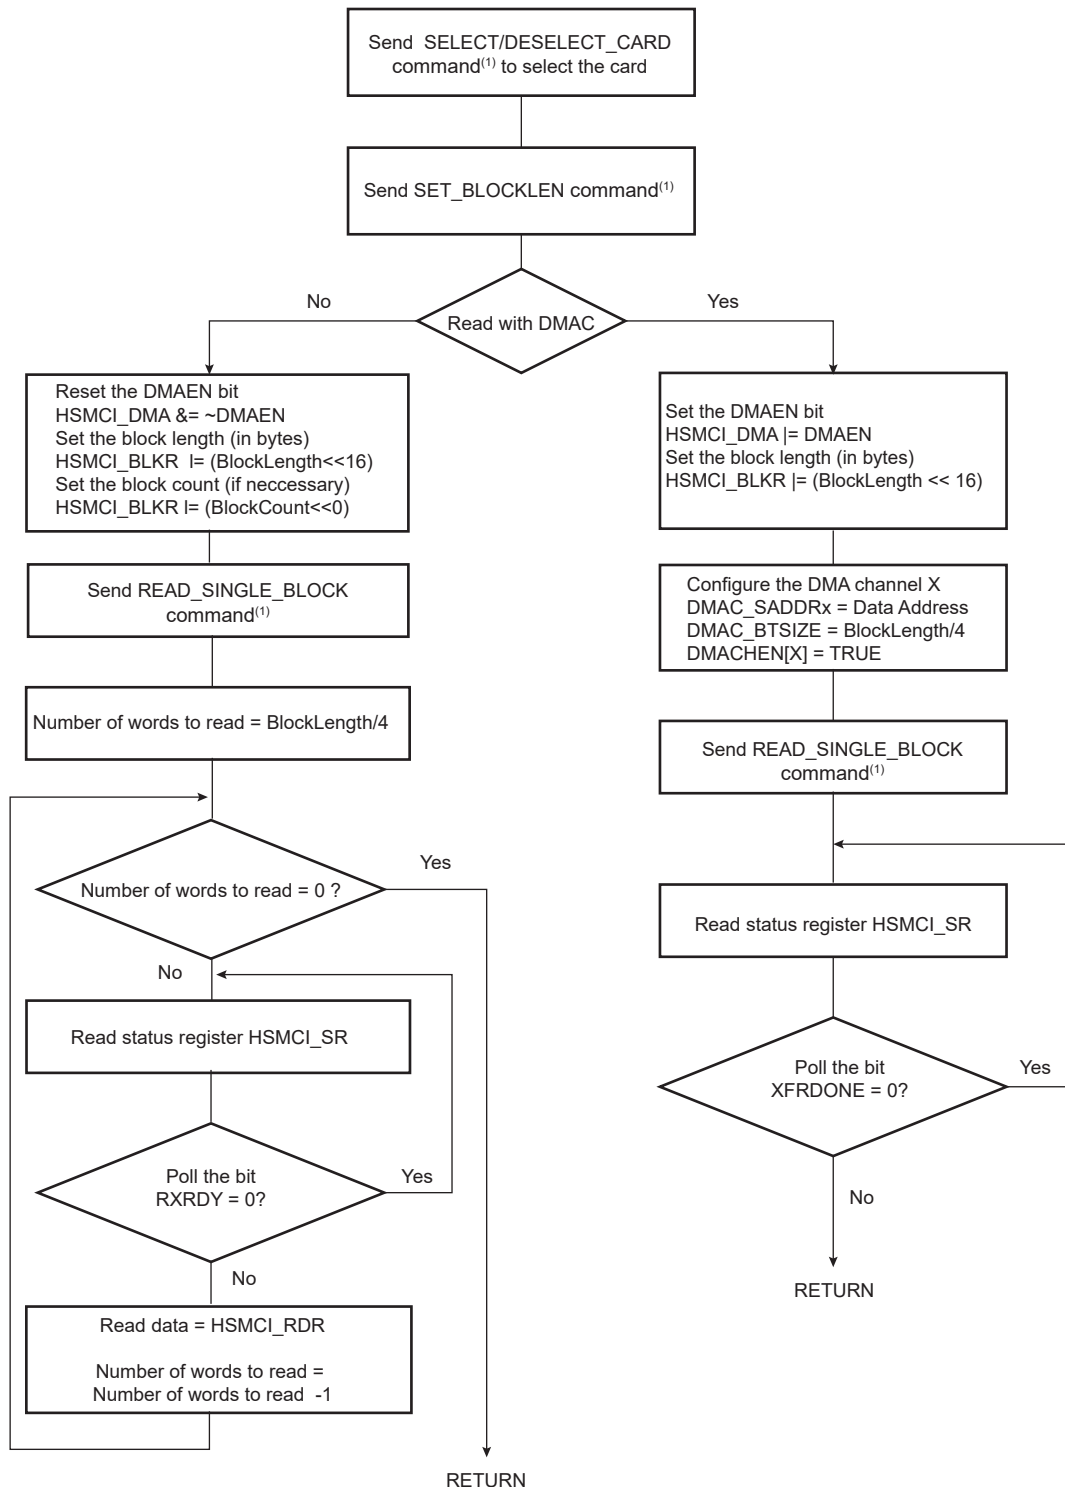 Send  SELECT/DESELECT_CARD
command(1) to select the card
Send SET_BLOCKLEN command(1)
No
Yes
Read with DMAC
Reset the DMAEN bit
HSMCI_DMA &= ~DMAEN
Set the block length (in bytes)
HSMCI_BLKR  l= (BlockLength<<16)
Set the block count (if neccessary)
HSMCI_BLKR l= (BlockCount<<0)
Send READ_SINGLE_BLOCK
command(1)
Number of words to read = BlockLength/4
Number of words to read = 0 ?
Yes
No
Read status register HSMCI_SR
Poll the bit
RXRDY = 0?
Yes
No
Read data = HSMCI_RDR
Number of words to read =
Number of words to read  -1
RETURN
Set the DMAEN bit
HSMCI_DMA |= DMAEN
Set the block length (in bytes)
HSMCI_BLKR |= (BlockLength << 16)
Configure the DMA channel X
DMAC_SADDRx = Data Address
DMAC_BTSIZE = BlockLength/4
DMACHEN[X] = TRUE
Send READ_SINGLE_BLOCK
command(1)
Read status register HSMCI_SR
Poll the bit
XFRDONE = 0?
Yes
No
RETURN